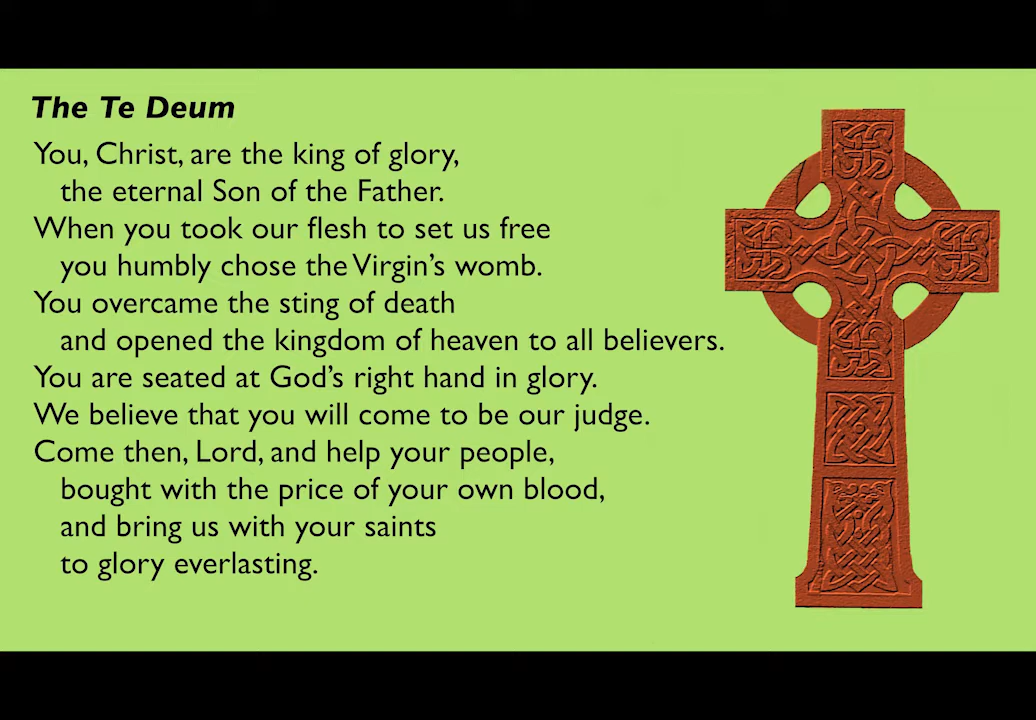 The Te Deum
You, Christ, are the king of glory,
the eternal Son of the Father.
When you took our flesh to set us free
you humbly chose the Virgin’s womb.
You overcame the sting of death
and opened the kingdom of heaven to all believers.
You are seated at God’s right hand in glory.
We believe that you will come to be our judge.
Come then, Lord, and help your people,
bought with the price of your own blood,
and bring us with your saints
to glory everlasting.